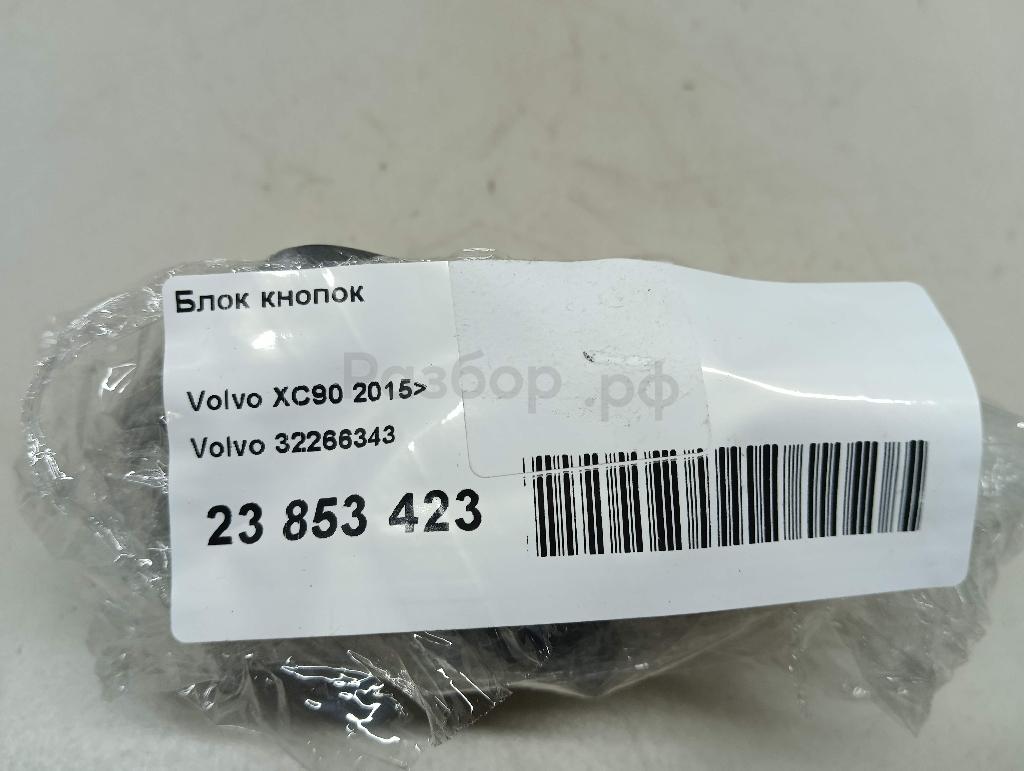 Блок кнопок
Разбор.рф
Volvo XC90 2015>
Volvo 32266343
23 853 423